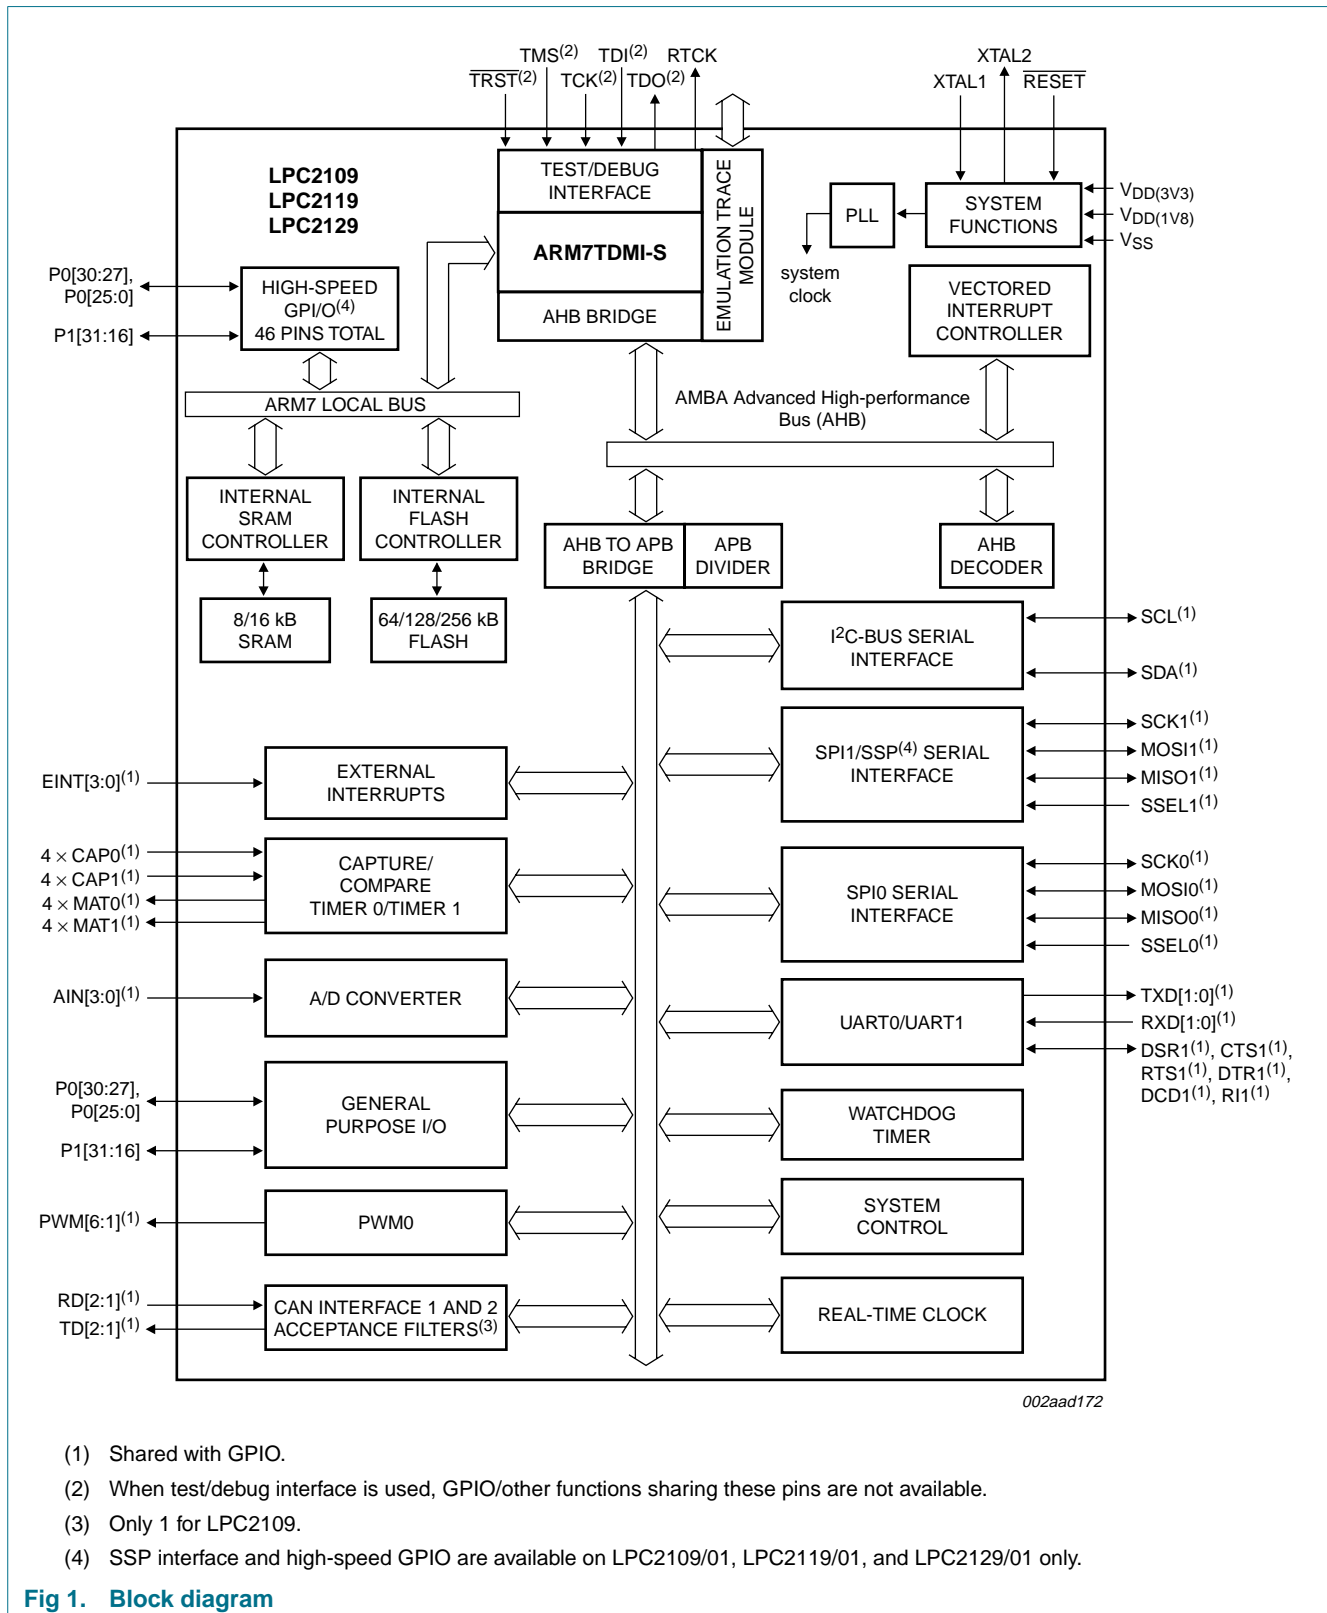 TMS(2) TDI(2) RTCK
TRST(2) TCK(2) TDO(2)
XTAL2
XTAL1 RESET
LPC2109
LPC2119
LPC2129
TEST/DEBUG
INTERFACE
ARM7TDMI-S
AHB BRIDGE
EMULATION TRACE
MODULE
PLL
system
clock
SYSTEM
FUNCTIONS
VDD(3V3)
VDD(1V8)
VSS
P0[30:27],
P0[25:0]
P1[31:16]
HIGH-SPEED
GPI/O(4)
46 PINS TOTAL
VECTORED
INTERRUPT
CONTROLLER
ARM7 LOCAL BUS
AMBA Advanced High-performance
Bus (AHB)
INTERNAL
SRAM
CONTROLLER
INTERNAL
FLASH
CONTROLLER
AHB TO APB
BRIDGE
APB
DIVIDER
AHB
DECODER
8/16 kB
SRAM
64/128/256 kB
FLASH
I2C-BUS SERIAL
INTERFACE
SCL(1)
SDA(1)
SPI1/SSP(4) SERIAL
INTERFACE
SCK1(1)
MOSI1(1)
MISO1(1)
SSEL1(1)
EINT[3:0](1)
EXTERNAL
INTERRUPTS
4 × CAP0(1)
4 × CAP1(1)
4 × MAT0(1)
4 × MAT1(1)
CAPTURE/
COMPARE
TIMER 0/TIMER 1
SPI0 SERIAL
INTERFACE
SCK0(1)
MOSI0(1)
MISO0(1)
SSEL0(1)
AIN[3:0](1)
A/D CONVERTER
UART0/UART1
TXD[1:0](1)
RXD[1:0](1)
DSR1(1), CTS1(1),
RTS1(1), DTR1(1),
DCD1(1), RI1(1)
P0[30:27],
P0[25:0]
P1[31:16]
GENERAL
PURPOSE I/O
WATCHDOG
TIMER
PWM[6:1](1)
PWM0
SYSTEM
CONTROL
RD[2:1](1)
TD[2:1](1)
CAN INTERFACE 1 AND 2
ACCEPTANCE FILTERS(3)
REAL-TIME CLOCK
002aad172
(1) Shared with GPIO.
(2) When test/debug interface is used, GPIO/other functions sharing these pins are not available.
(3) Only 1 for LPC2109.
(4) SSP interface and high-speed GPIO are available on LPC2109/01, LPC2119/01, and LPC2129/01 only.
Fig 1. Block diagram